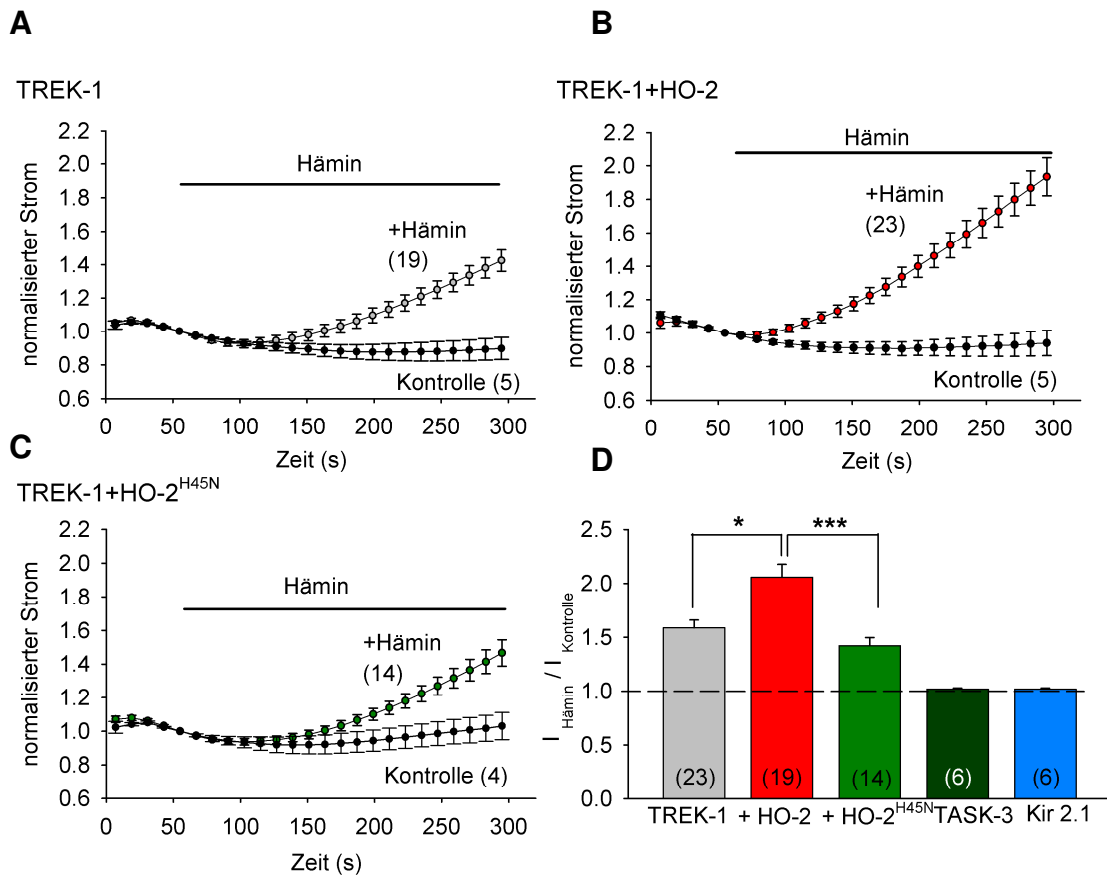 A
TREK-1
2.2
2.0
1.8
1.6
1.4
1.2
1.0
0.8
0.6
normalisierter Strom
Hämin
+Hämin
(19)
Kontrolle (5)
0 50 100 150 200 250 300
Zeit (s)
B
TREK-1+HO-2
2.2
2.0
1.8
1.6
1.4
1.2
1.0
0.8
0.6
normalisierter Strom
Hämin
+Hämin
(23)
Kontrolle (5)
0 50 100 150 200 250 300
Zeit (s)
C
TREK-1+HO-2H45N
2.2
2.0
1.8
1.6
1.4
1.2
1.0
0.8
0.6
normalisierter Strom
Hämin
+Hämin
(14)
Kontrolle (4)
0 50 100 150 200 250 300
Zeit (s)
D
2.5
2.0
1.5
1.0
0.5
0.0
I Hämin / I Kontrolle
* ***
(23) (19) (14) (6) (6)
TREK-1 + HO-2 + HO-2H45N TASK-3 Kir 2.1